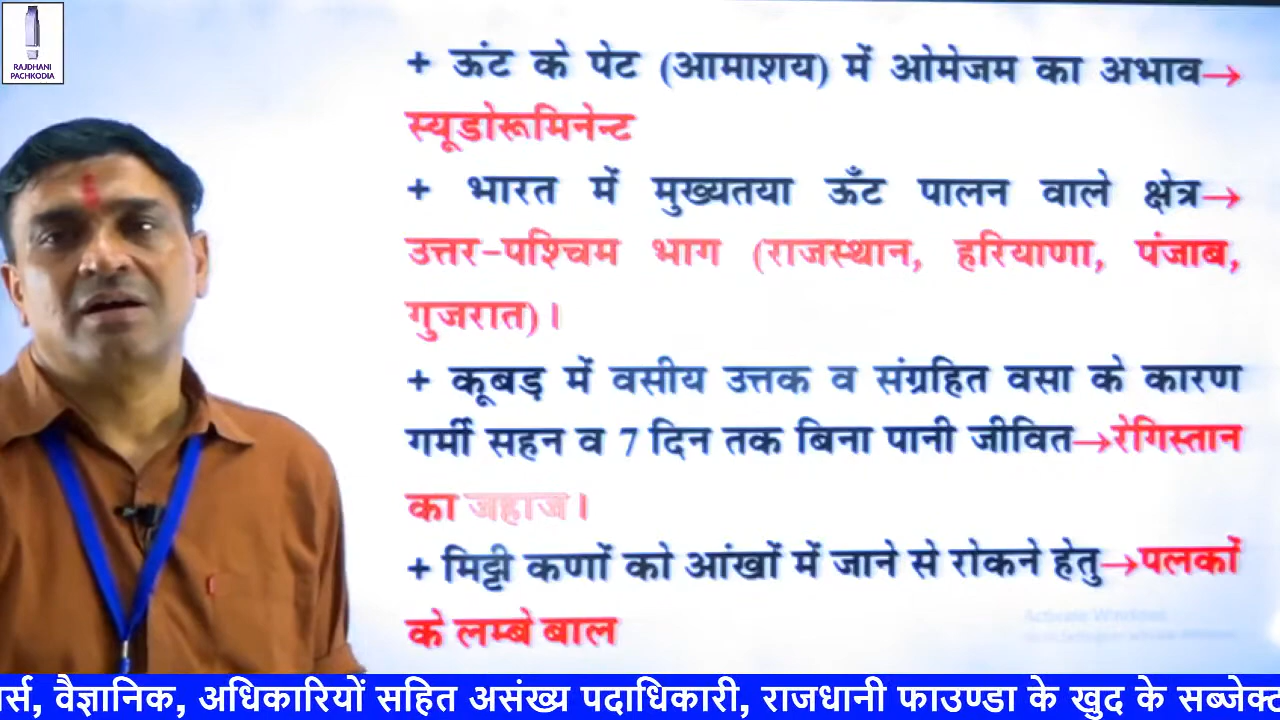 RAJDHANI
PACHKODIA
+ ऊंट के पेट (आमाशय) में ओमेजम का अभाव→
स्यूडोरूमिनेन्ट
+ भारत में मुख्यतया ऊँट पालन वाले क्षेत्र→
उत्तर-पश्चिम भाग (राजस्थान, हरियाणा, पंजाब,
गुजरात)।
+ कूबड़ में वसीय उत्तक व संग्रहित वसा के कारण
गर्मी सहन व 7 दिन तक बिना पानी जीवित→रेगिस्तान
का जहाज।
+ मिट्टी कणों को आंखों में जाने से रोकने हेतु→पलकों
के लम्बे बाल
Activate Windows
र्स, वैज्ञानिक, अधिकारियों सहित असंख्य पदाधिकारी, राजधानी फाउण्डा के खुद के सब्जेक्ट